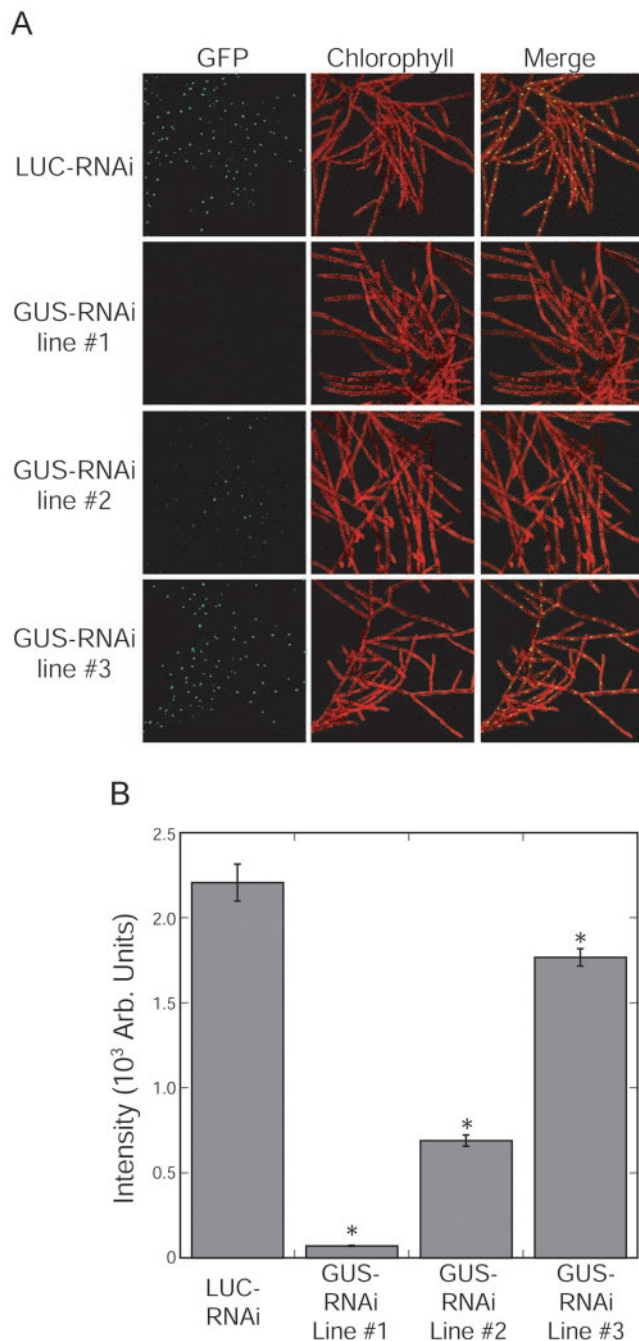 A
GFP Chlorophyll Merge
LUC-RNAi
GUS-RNAi
line #1
GUS-RNAi
line #2
GUS-RNAi
line #3
B
Intensity (10³ Arb. Units)
2.5
2.0
1.5
1.0
0.5
0
*
*
*
LUC-
RNAi
GUS-
RNAi
Line #1
GUS-
RNAi
Line #2
GUS-
RNAi
Line #3